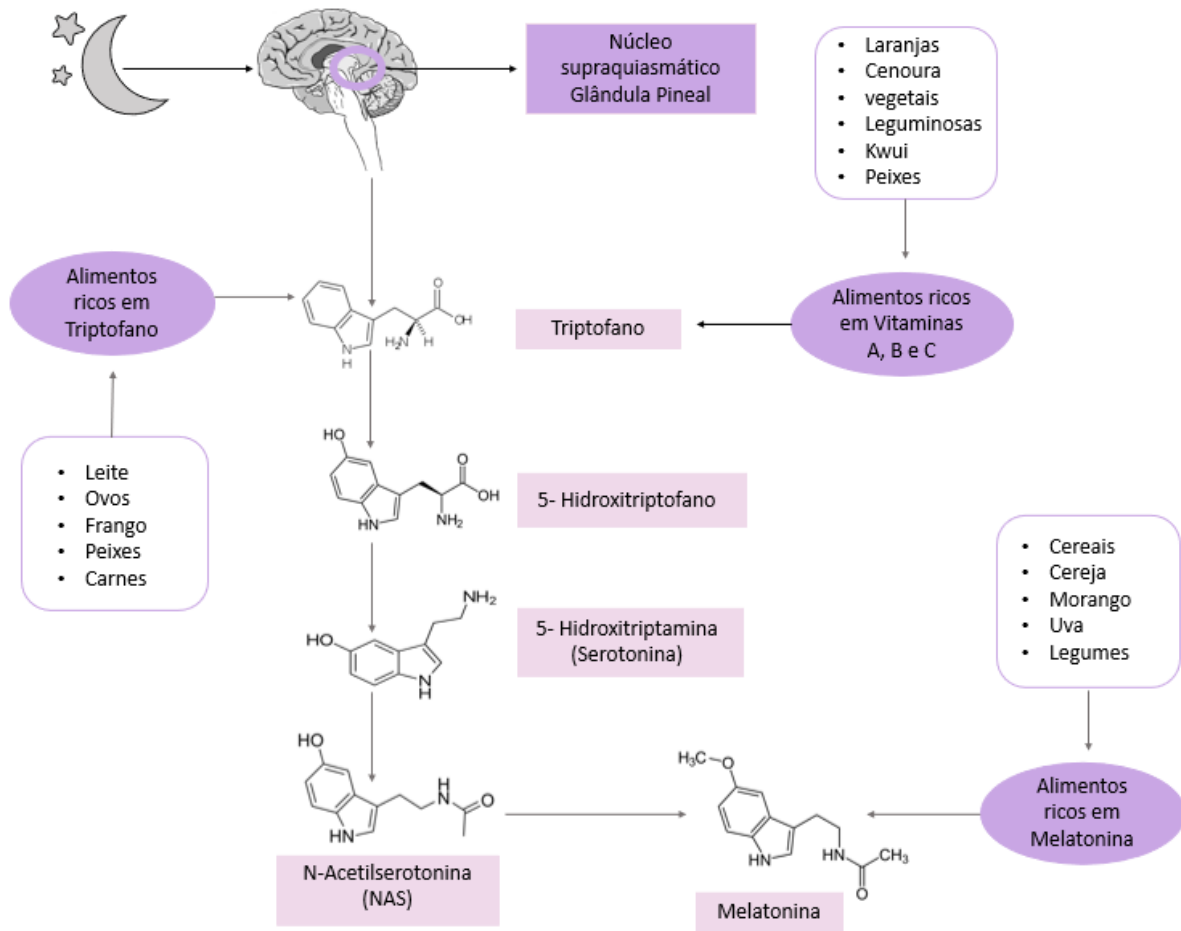 Núcleo
supraquiasmático
Glândula Pineal
• Laranjas
• Cenoura
• vegetais
• Leguminosas
• Kwui
• Peixes
Alimentos
ricos em
Triptofano
O
OH
H₂N
H
N
H
Triptofano
Alimentos ricos
em Vitaminas
A, B e C
• Leite
• Ovos
• Frango
• Peixes
• Carnes
HO
O
OH
NH₂
HN
5- Hidroxitriptofano
NH₂
HO
N
H
5- Hidroxitriptamina
(Serotonina)
• Cereais
• Cereja
• Morango
• Uva
• Legumes
HO
H
N
O
HN
N-Acetilserotonina
(NAS)
H₃C
O
HN
HN
CH₃
O
Melatonina
Alimentos
ricos em
Melatonina